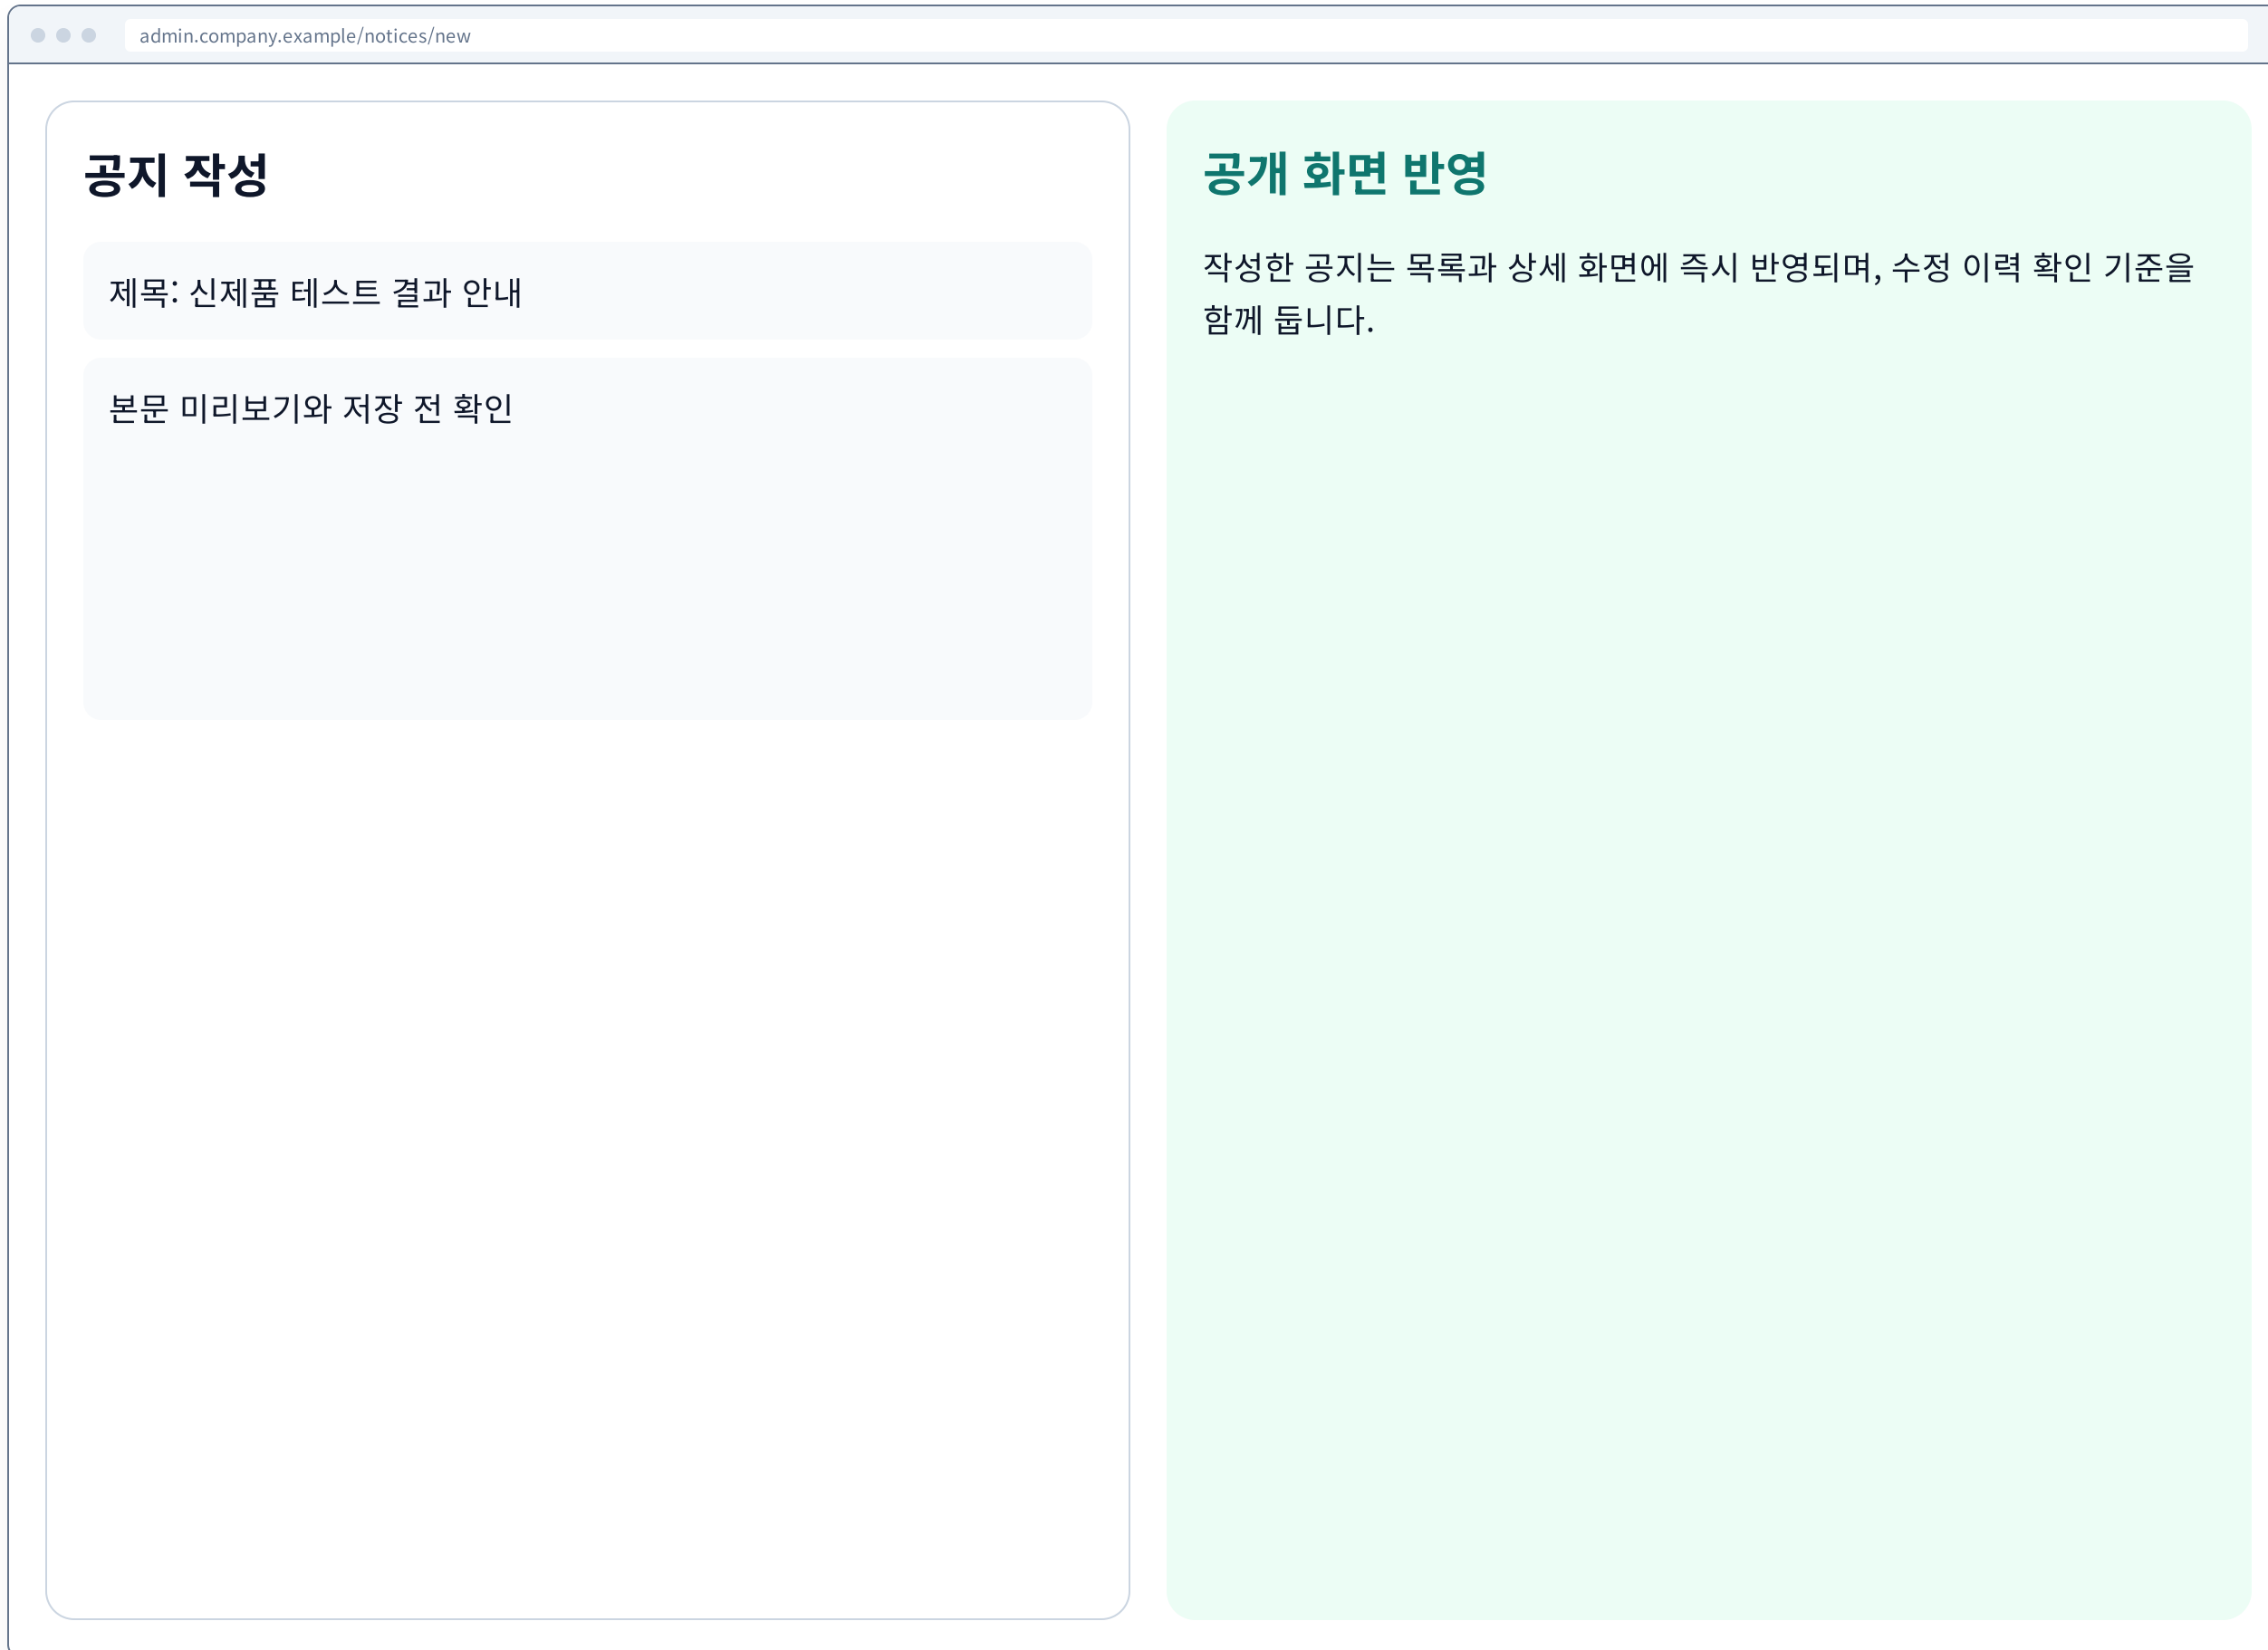 admin.company.example/notices/new
공지 작성
제목: 신제품 테스트 결과 안내
본문 미리보기와 저장 전 확인
공개 화면 반영
작성한 공지는 목록과 상세 화면에 즉시 반영되며, 수정 이력 확인 기준을
함께 둡니다.